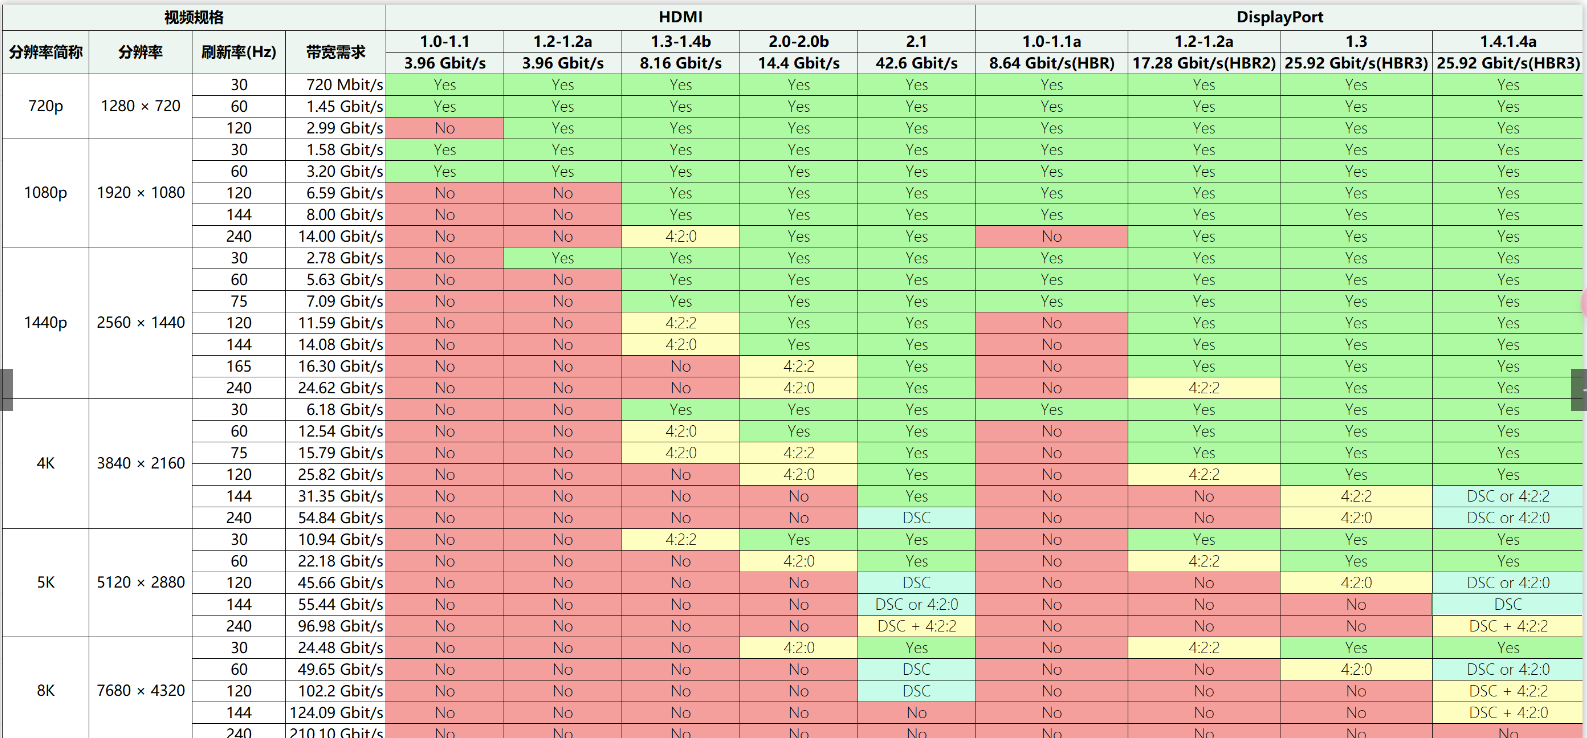 视频规格 HDMI DisplayPort
分辨率简称 分辨率 刷新率(Hz) 带宽需求 1.0-1.1 1.2-1.2a 1.3-1.4b 2.0-2.0b 2.1 1.0-1.1a 1.2-1.2a 1.3 1.4.1.4a
3.96 Gbit/s 3.96 Gbit/s 8.16 Gbit/s 14.4 Gbit/s 42.6 Gbit/s 8.64 Gbit/s(HBR) 17.28 Gbit/s(HBR2) 25.92 Gbit/s(HBR3) 25.92 Gbit/s(HBR3)
720p 1280 × 720 30 720 Mbit/s Yes Yes Yes Yes Yes Yes Yes Yes Yes
60 1.45 Gbit/s Yes Yes Yes Yes Yes Yes Yes Yes Yes
120 2.99 Gbit/s No Yes Yes Yes Yes Yes Yes Yes Yes
1080p 1920 × 1080 30 1.58 Gbit/s Yes Yes Yes Yes Yes Yes Yes Yes Yes
60 3.20 Gbit/s Yes Yes Yes Yes Yes Yes Yes Yes Yes
120 6.59 Gbit/s No No Yes Yes Yes Yes Yes Yes Yes
144 8.00 Gbit/s No No Yes Yes Yes Yes Yes Yes Yes
240 14.00 Gbit/s No No 4:2:0 Yes Yes No Yes Yes Yes
1440p 2560 × 1440 30 2.78 Gbit/s No Yes Yes Yes Yes Yes Yes Yes Yes
60 5.63 Gbit/s No No Yes Yes Yes Yes Yes Yes Yes
75 7.09 Gbit/s No No Yes Yes Yes Yes Yes Yes Yes
120 11.59 Gbit/s No No 4:2:2 Yes Yes No Yes Yes Yes
144 14.08 Gbit/s No No 4:2:0 Yes Yes No Yes Yes Yes
165 16.30 Gbit/s No No No 4:2:2 Yes No Yes Yes Yes
240 24.62 Gbit/s No No No 4:2:0 Yes No 4:2:2 Yes Yes
4K 3840 × 2160 30 6.18 Gbit/s No No Yes Yes Yes Yes Yes Yes Yes
60 12.54 Gbit/s No No 4:2:0 Yes Yes No Yes Yes Yes
75 15.79 Gbit/s No No 4:2:0 4:2:2 Yes No Yes Yes Yes
120 25.82 Gbit/s No No No 4:2:0 Yes No 4:2:2 Yes Yes
144 31.35 Gbit/s No No No No Yes No No 4:2:2 DSC or 4:2:2
240 54.84 Gbit/s No No No No DSC No No 4:2:0 DSC or 4:2:0
5K 5120 × 2880 30 10.94 Gbit/s No No 4:2:2 Yes Yes No Yes Yes Yes
60 22.18 Gbit/s No No No 4:2:0 Yes No 4:2:2 Yes Yes
120 45.66 Gbit/s No No No No DSC No No 4:2:0 DSC or 4:2:0
144 55.44 Gbit/s No No No No DSC or 4:2:0 No No No DSC
240 96.98 Gbit/s No No No No DSC + 4:2:2 No No No DSC + 4:2:2
8K 7680 × 4320 30 24.48 Gbit/s No No No 4:2:0 Yes No 4:2:2 Yes Yes
60 49.65 Gbit/s No No No No DSC No No 4:2:0 DSC or 4:2:0
120 102.2 Gbit/s No No No No DSC No No No DSC + 4:2:2
144 124.09 Gbit/s No No No No No No No No DSC + 4:2:0
240 210.10 Gbit/s No No No No No No No No No